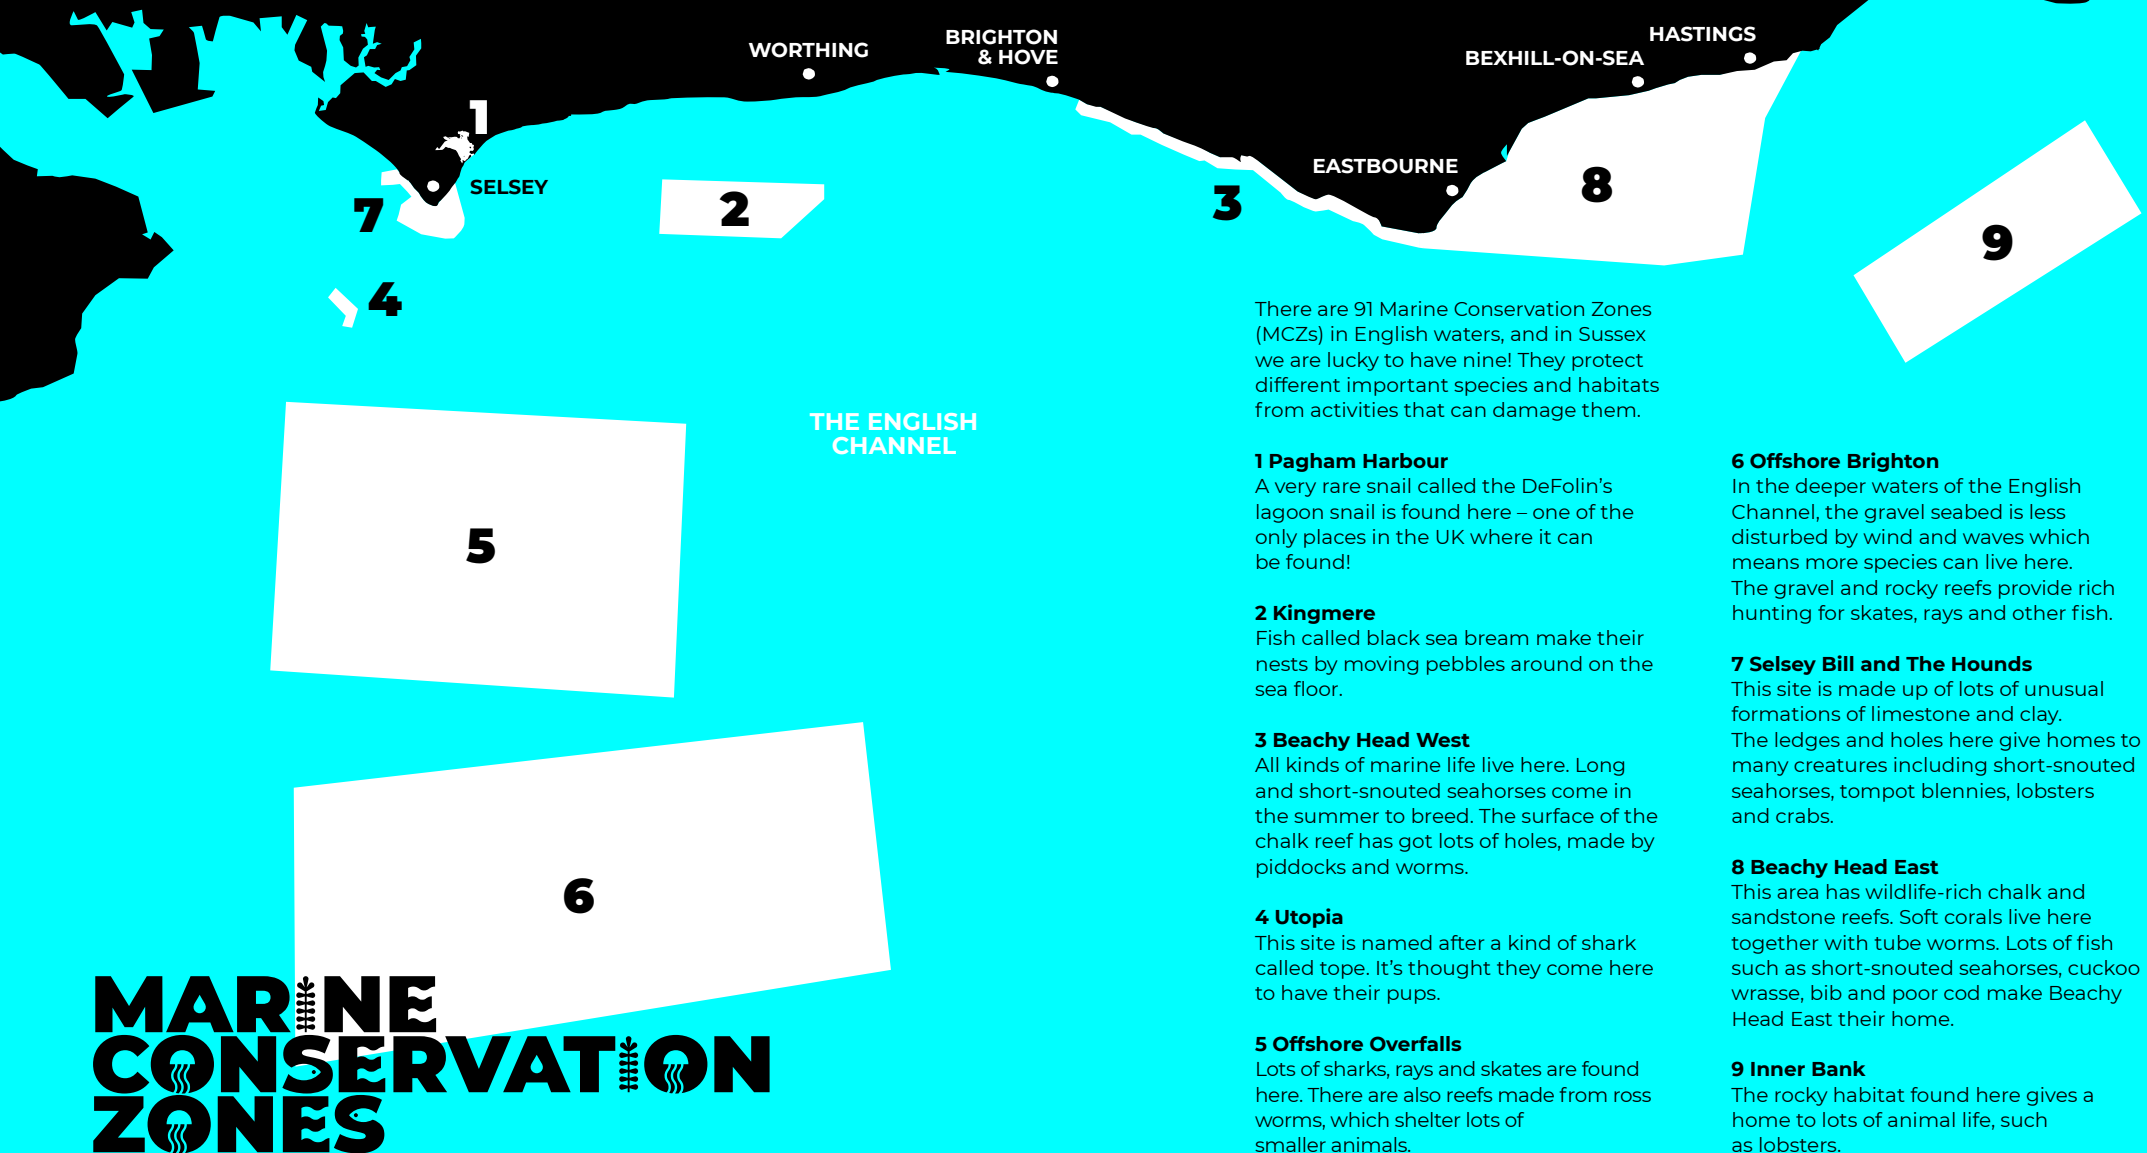 HASTINGS
BRIGHTON
& HOVE
WORTHING
BEXHILL-ON-SEA
1
EASTBOURNE
SELSEY
8
2
3
7
9
4
THE ENGLISH
CHANNEL
5
6
MARINE
CONSERVATION
ZONES
There are 91 Marine Conservation Zones
(MCZs) in English waters, and in Sussex
we are lucky to have nine! They protect
different important species and habitats
from activities that can damage them.
1 Pagham Harbour
A very rare snail called the DeFolin’s
lagoon snail is found here – one of the
only places in the UK where it can
be found!
2 Kingmere
Fish called black sea bream make their
nests by moving pebbles around on the
sea floor.
3 Beachy Head West
All kinds of marine life live here. Long
and short-snouted seahorses come in
the summer to breed. The surface of the
chalk reef has got lots of holes, made by
piddocks and worms.
4 Utopia
This site is named after a kind of shark
called tope. It’s thought they come here
to have their pups.
5 Offshore Overfalls
Lots of sharks, rays and skates are found
here. There are also reefs made from ross
worms, which shelter lots of
smaller animals.
6 Offshore Brighton
In the deeper waters of the English
Channel, the gravel seabed is less
disturbed by wind and waves which
means more species can live here.
The gravel and rocky reefs provide rich
hunting for skates, rays and other fish.
7 Selsey Bill and The Hounds
This site is made up of lots of unusual
formations of limestone and clay.
The ledges and holes here give homes to
many creatures including short-snouted
seahorses, tompot blennies, lobsters
and crabs.
8 Beachy Head East
This area has wildlife-rich chalk and
sandstone reefs. Soft corals live here
together with tube worms. Lots of fish
such as short-snouted seahorses, cuckoo
wrasse, bib and poor cod make Beachy
Head East their home.
9 Inner Bank
The rocky habitat found here gives a
home to lots of animal life, such
as lobsters.